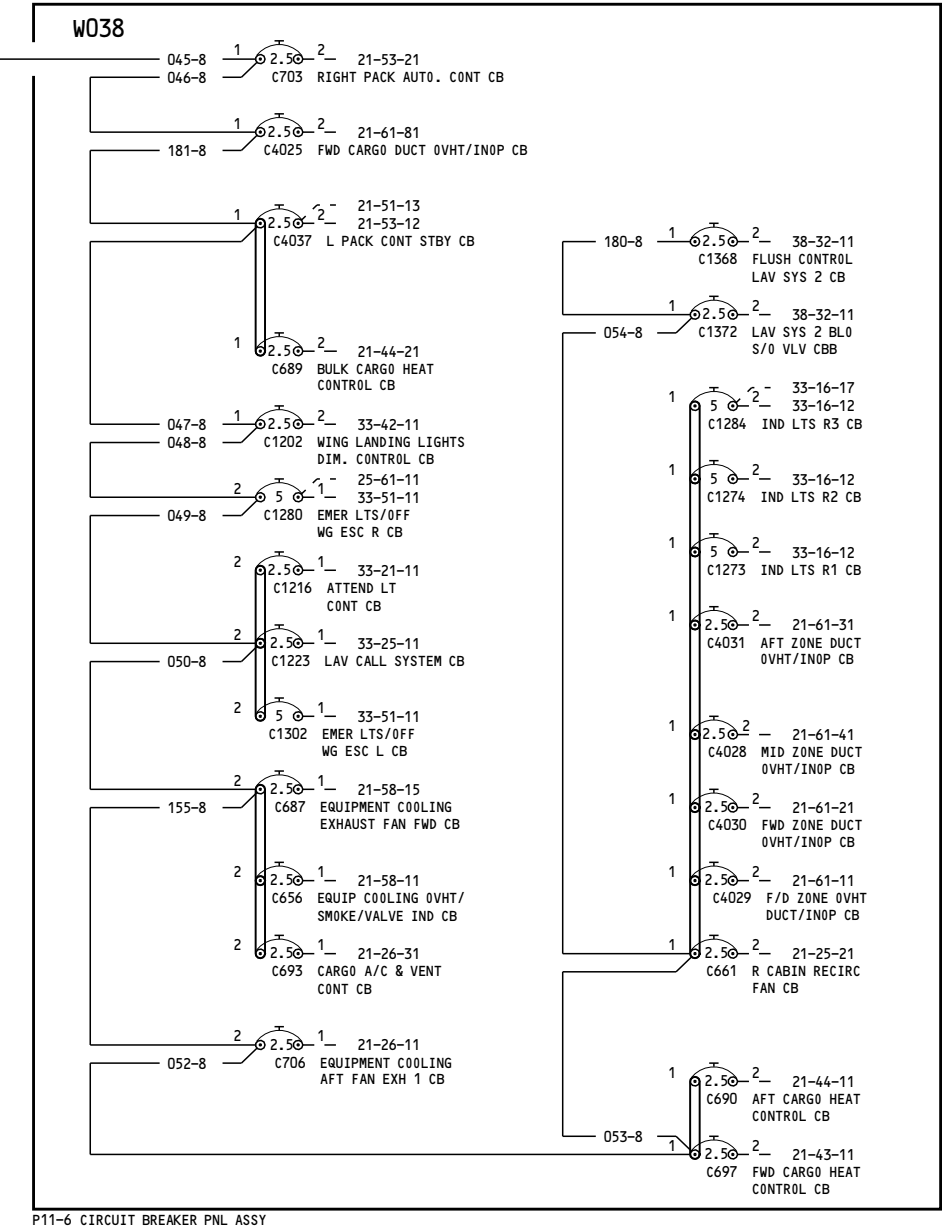 W038
045-8 1 2.5 2 21-53-21
046-8 C703 RIGHT PACK AUTO. CONT CB
1 2.5 2 21-61-81
181-8 C4025 FWD CARGO DUCT OVHT/INOP CB
21-51-13
1 2.5 2 21-53-12
C4037 L PACK CONT STBY CB
1 2.5 2 21-44-21
C689 BULK CARGO HEAT
CONTROL CB
047-8 1 2.5 2 33-42-11
048-8 C1202 WING LANDING LIGHTS
DIM. CONTROL CB
25-61-11
2 5 1 33-51-11
049-8 C1280 EMER LTS/OFF
WG ESC R CB
2 2.5 1 33-21-11
C1216 ATTEND LT
CONT CB
2 2.5 1 33-25-11
050-8 C1223 LAV CALL SYSTEM CB
2 5 1 33-51-11
C1302 EMER LTS/OFF
WG ESC L CB
2 2.5 1 21-58-15
155-8 C687 EQUIPMENT COOLING
EXHAUST FAN FWD CB
2 2.5 1 21-58-11
C656 EQUIP COOLING OVHT/
SMOKE/VALVE IND CB
2 2.5 1 21-26-31
C693 CARGO A/C & VENT
CONT CB
2 2.5 1 21-26-11
052-8 C706 EQUIPMENT COOLING
AFT FAN EXH 1 CB
180-8 1 2.5 2 38-32-11
C1368 FLUSH CONTROL
LAV SYS 2 CB
1 2.5 2 38-32-11
054-8 C1372 LAV SYS 2 BLO
S/O VLV CBB
33-16-17
1 5 2 33-16-12
C1284 IND LTS R3 CB
1 5 2 33-16-12
C1274 IND LTS R2 CB
1 5 2 33-16-12
C1273 IND LTS R1 CB
1 2.5 2 21-61-31
C4031 AFT ZONE DUCT
OVHT/INOP CB
1 2.5 2 21-61-41
C4028 MID ZONE DUCT
OVHT/INOP CB
1 2.5 2 21-61-21
C4030 FWD ZONE DUCT
OVHT/INOP CB
1 2.5 2 21-61-11
C4029 F/D ZONE OVHT
DUCT/INOP CB
1 2.5 2 21-25-21
C661 R CABIN RECIRC
FAN CB
1 2.5 2 21-44-11
C690 AFT CARGO HEAT
CONTROL CB
053-8 1 2.5 2 21-43-11
C697 FWD CARGO HEAT
CONTROL CB
P11-6 CIRCUIT BREAKER PNL ASSY